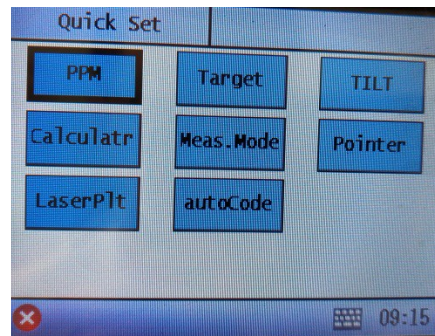 Quick Set
PPM Target TILT
Calculatr Meas.Mode Pointer
LaserPlt autoCode
09:15